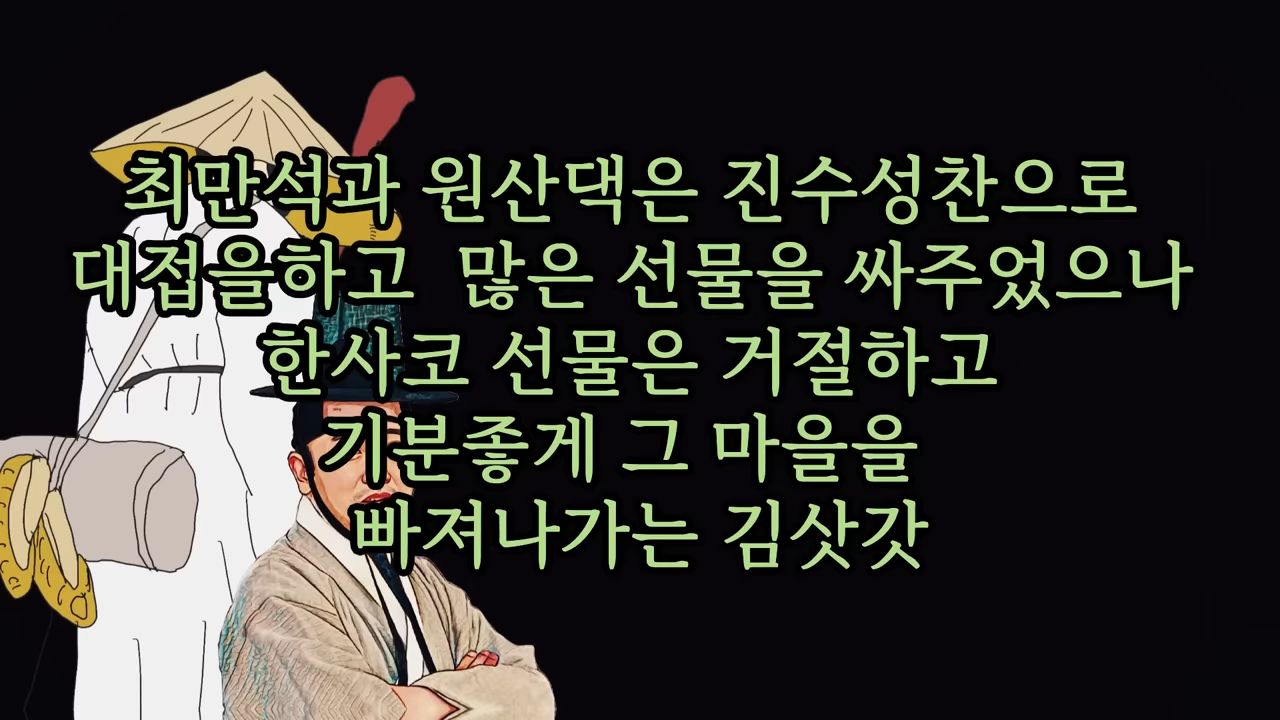 최만석과 원산댁은 진수성찬으로
대접을하고 많은 선물을 싸주었으나
한사코 선물은 거절하고
기분좋게 그 마을을
빠져나가는 김삿갓